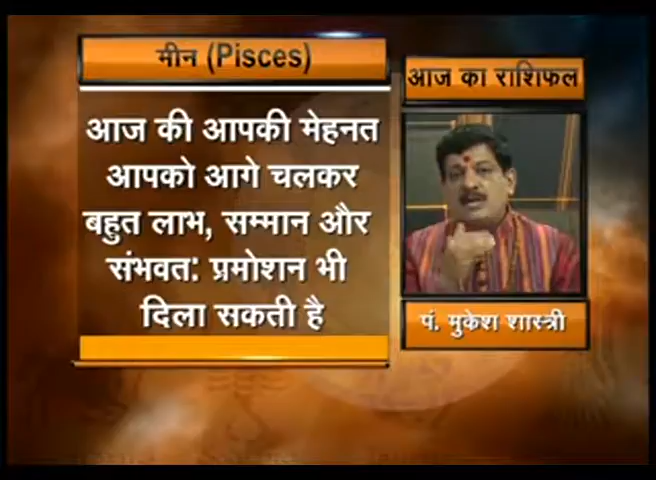 मीन (Pisces)
आज की आपकी मेहनत
आपको आगे चलकर
बहुत लाभ, सम्मान और
संभवत: प्रमोशन भी
दिला सकती है
आज का राशिफल
पं. मुकेश शास्त्री